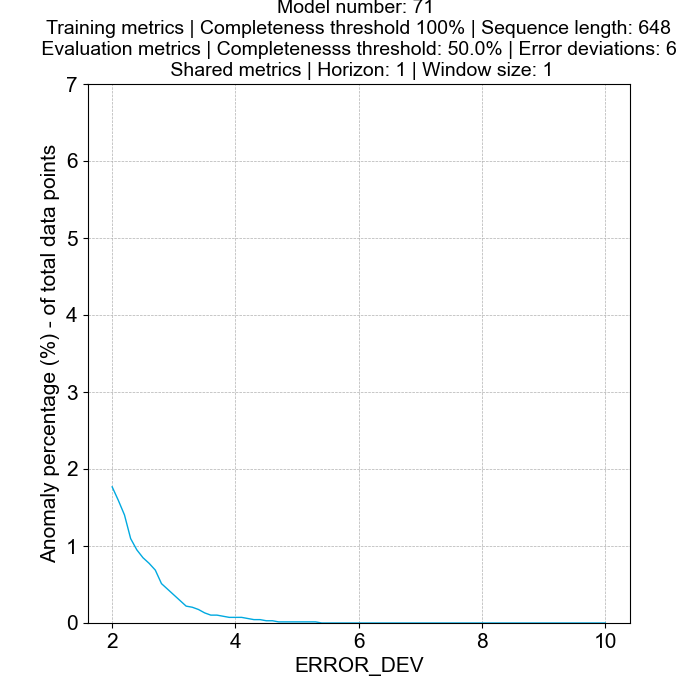 Model number: 71
Training metrics | Completeness threshold 100% | Sequence length: 648
Evaluation metrics | Completenesss threshold: 50.0% | Error deviations: 6
Shared metrics | Horizon: 1 | Window size: 1
7
6
5
4
3
2
1
0
Anomaly percentage (%) - of total data points
2 4 6 8 10
ERROR_DEV